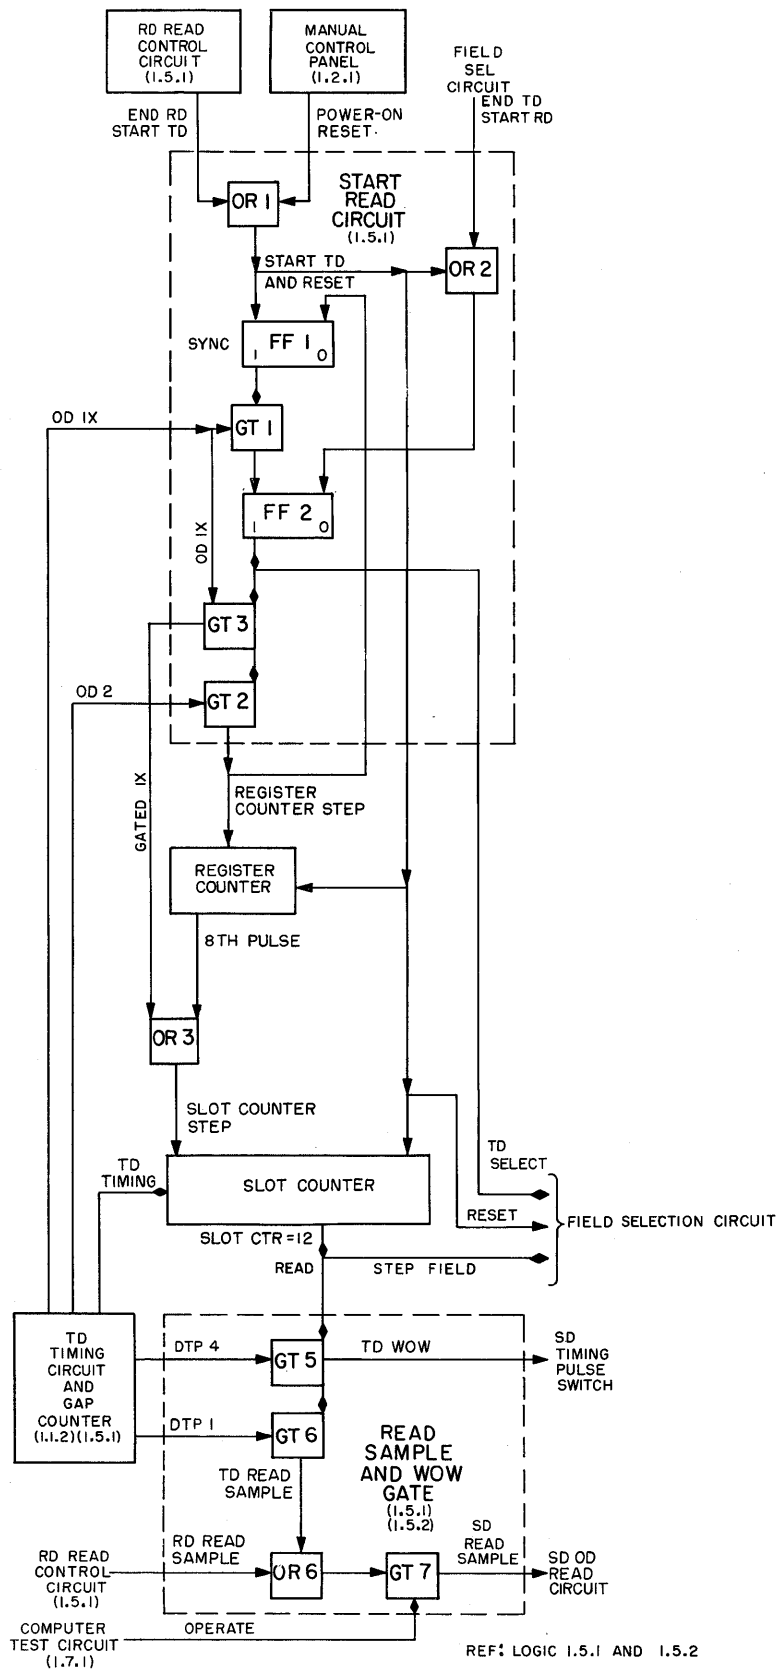 RD READ
CONTROL
CIRCUIT
(1.5.1)
MANUAL
CONTROL
PANEL
(1.2.1)
FIELD
SEL
CIRCUIT
END RD
START TD
POWER-ON
RESET.
END TD
START RD
OR 1
START
READ
CIRCUIT
(1.5.1)
START TD
AND RESET
OR 2
SYNC
FF 1
1
0
OD 1X
GT 1
FF 2
1
0
OD 1X
GT 3
OD 2
GT 2
GATED 1X
REGISTER
COUNTER STEP
REGISTER
COUNTER
8TH PULSE
OR 3
SLOT COUNTER
STEP
TD
TIMING
SLOT COUNTER
TD
SELECT
RESET
FIELD SELECTION CIRCUIT
SLOT CTR = 12
READ
STEP FIELD
TD
TIMING
CIRCUIT
AND
GAP
COUNTER
(1.1.2)(1.5.1)
DTP 4
GT 5
TD WOW
SD
TIMING
PULSE
SWITCH
DTP 1
GT 6
TD READ
SAMPLE
READ
SAMPLE
AND WOW
GATE
(1.5.1)
(1.5.2)
RD READ
CONTROL
CIRCUIT
(1.5.1)
RD READ
SAMPLE
OR 6
GT 7
SD
READ
SAMPLE
SD OD
READ
CIRCUIT
COMPUTER
TEST CIRCUIT
(1.7.1)
OPERATE
REF: LOGIC 1.5.1 AND 1.5.2